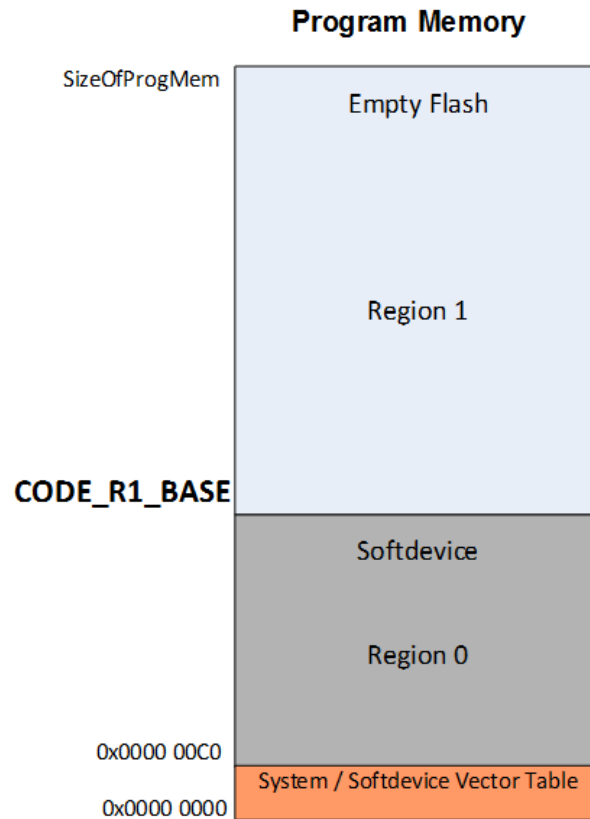 Program Memory
SizeOfProgMem
Empty Flash
Region 1
CODE_R1_BASE
Softdevice
Region 0
0x0000 00C0
System / Softdevice Vector Table
0x0000 0000